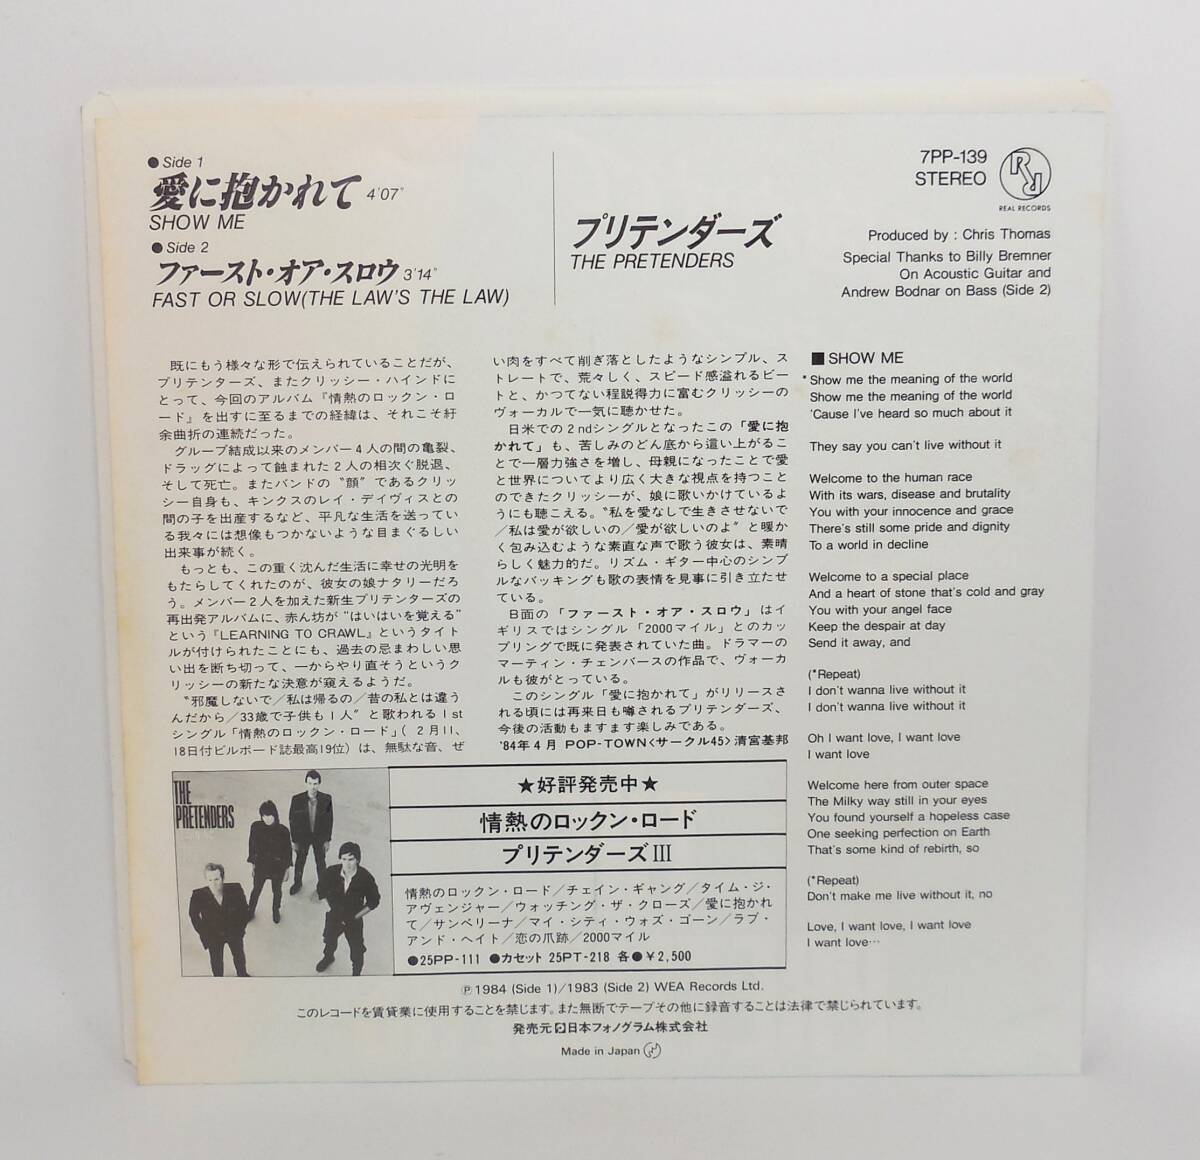 ●Side 1
愛に抱かれて 4'07"
SHOW ME
●Side 2
ファースト・オア・スロウ 3'14"
FAST OR SLOW(THE LAW'S THE LAW)
プリテンダーズ
THE PRETENDERS
7PP-139
STEREO
REAL RECORDS
Produced by : Chris Thomas
Special Thanks to Billy Bremner
On Acoustic Guitar and
Andrew Bodnar on Bass (Side 2)
既にもう様々な形で伝えられていることだが、
プリテンターズ、またクリッシー・ハインドに
とって、今回のアルバム『情熱のロックン・ロ
ード』を出すに至るまでの経緯は、それこそ紆
余曲折の連続だった。
グループ結成以来のメンバー4人の間の亀裂、
ドラッグによって蝕まれた2人の相次ぐ脱退、
そして死亡。またバンドの“顔”であるクリッ
シー自身も、キンクスのレイ・デイヴィスとの
間の子を出産するなど、平凡な生活を送ってい
る我々には想像もつかないような目まぐるしい
出来事が続く。
もっとも、この重く沈んだ生活に幸せの光明を
もたらしてくれたのが、彼女の娘ナタリーだろ
う。メンバー2人を加えた新生プリテンターズの
再出発アルバムに、赤ん坊が“はいはいを覚える”
という『LEARNING TO CRAWL』というタイト
ルが付けられたことにも、過去の忌まわしい思
い出を断ち切って、一からやり直そうというク
リッシーの新たな決意が窺えるようだ。
“邪魔しないで/私は帰るの/昔の私とは違う
んだから/33歳で子供も1人”と歌われる1st
シングル「情熱のロックン・ロード」(2月11、
18日付ビルボード誌最高19位)は、無駄な音、ぜ
い肉をすべて削ぎ落としたようなシンプル、ス
トレートで、荒々しく、スピード感溢れるビー
トと、かつてない程説得力に富むクリッシーの
ヴォーカルで一気に聴かせた。
日米での2ndシングルとなったこの「愛に抱
かれて」も、苦しみのどん底から這い上がるこ
とで一層力強さを増し、母親になったことで愛
と世界についてより広く大きな視点を持つこと
のできたクリッシーが、娘に歌いかけているよ
うにも聴こえる。“私を愛なしで生きさせないで
/私は愛が欲しいの/愛が欲しいのよ”と暖か
く包み込むような素直な声で歌う彼女は、素晴
らしく魅力的だ。リズム・ギター中心のシンプ
ルなバッキングも歌の表情を見事に引き立たせ
ている。
B面の「ファースト・オア・スロウ」はイ
ギリスではシングル「2000マイル」とのカッ
プリングで既に発表されていた曲。ドラマーの
マーティン・チェンバースの作品で、ヴォーカ
ルも彼がとっている。
このシングル「愛に抱かれて」がリリースさ
れる頃には再来日も噂されるプリテンダーズ、
今後の活動もますます楽しみである。
'84年4月 POP-TOWN<サークル45>清宮基邦
■SHOW ME
*Show me the meaning of the world
Show me the meaning of the world
'Cause I've heard so much about it
They say you can't live without it
Welcome to the human race
With its wars, disease and brutality
You with your innocence and grace
There's still some pride and dignity
To a world in decline
Welcome to a special place
And a heart of stone that's cold and gray
You with your angel face
Keep the despair at day
Send it away, and
(*Repeat)
I don't wanna live without it
I don't wanna live without it
Oh I want love, I want love
I want love
Welcome here from outer space
The Milky way still in your eyes
You found yourself a hopeless case
One seeking perfection on Earth
That's some kind of rebirth, so
(*Repeat)
Don't make me live without it, no
Love, I want love, I want love
I want love…
THE
PRETENDERS
★好評発売中★
情熱のロックン・ロード
プリテンダーズIII
情熱のロックン・ロード/チェイン・ギャング/タイム・ジ・
アヴェンジャー/ウォッチング・ザ・クローズ/愛に抱かれ
て/サンベリーナ/マイ・シティ・ウォズ・ゴーン/ラブ・
アンド・ヘイト/恋の爪跡/2000マイル
●25PP-111 ●カセット 25PT-218 各●¥2,500
Ⓟ1984 (Side 1)/1983 (Side 2) WEA Records Ltd.
このレコードを賃貸業に使用することを禁じます。また無断でテープその他に録音することは法律で禁じられています。
発売元 日本フォノグラム株式会社
Made in Japan